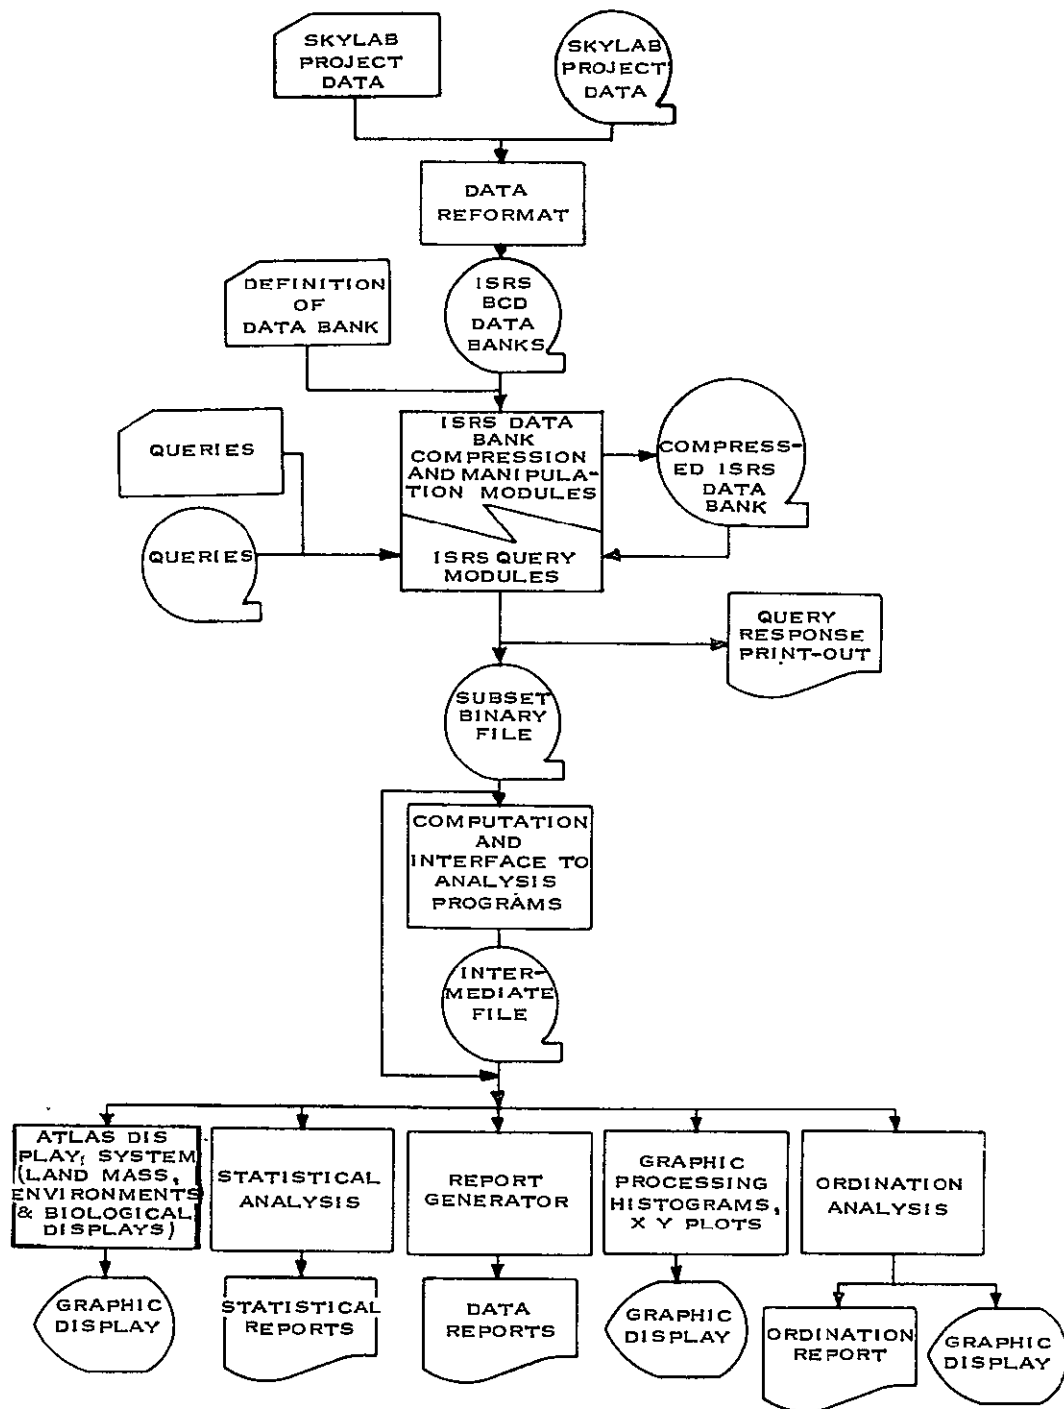 SKYLAB
PROJECT
DATA
SKYLAB
PROJECT
DATA
DATA
REFORMAT
DEFINITION
OF
DATA BANK
ISRS
BCD
DATA
BANKS
QUERIES
QUERIES
ISRS DATA
BANK
COMPRESSION
AND MANIPULA-
TION MODULES
ISRS QUERY
MODULES
COMPRESS-
ED ISRS
DATA
BANK
QUERY
RESPONSE
PRINT-OUT
SUBSET
BINARY
FILE
COMPUTATION
AND
INTERFACE TO
ANALYSIS
PROGRAMS
INTER-
MEDIATE
FILE
ATLAS DIS
PLAY SYSTEM
(LAND MASS,
ENVIRONMENTS
& BIOLOGICAL
DISPLAYS)
STATISTICAL
ANALYSIS
REPORT
GENERATOR
GRAPHIC
PROCESSING
HISTOGRAMS,
X Y PLOTS
ORDINATION
ANALYSIS
GRAPHIC
DISPLAY
STATISTICAL
REPORTS
DATA
REPORTS
GRAPHIC
DISPLAY
ORDINATION
REPORT
GRAPHIC
DISPLAY